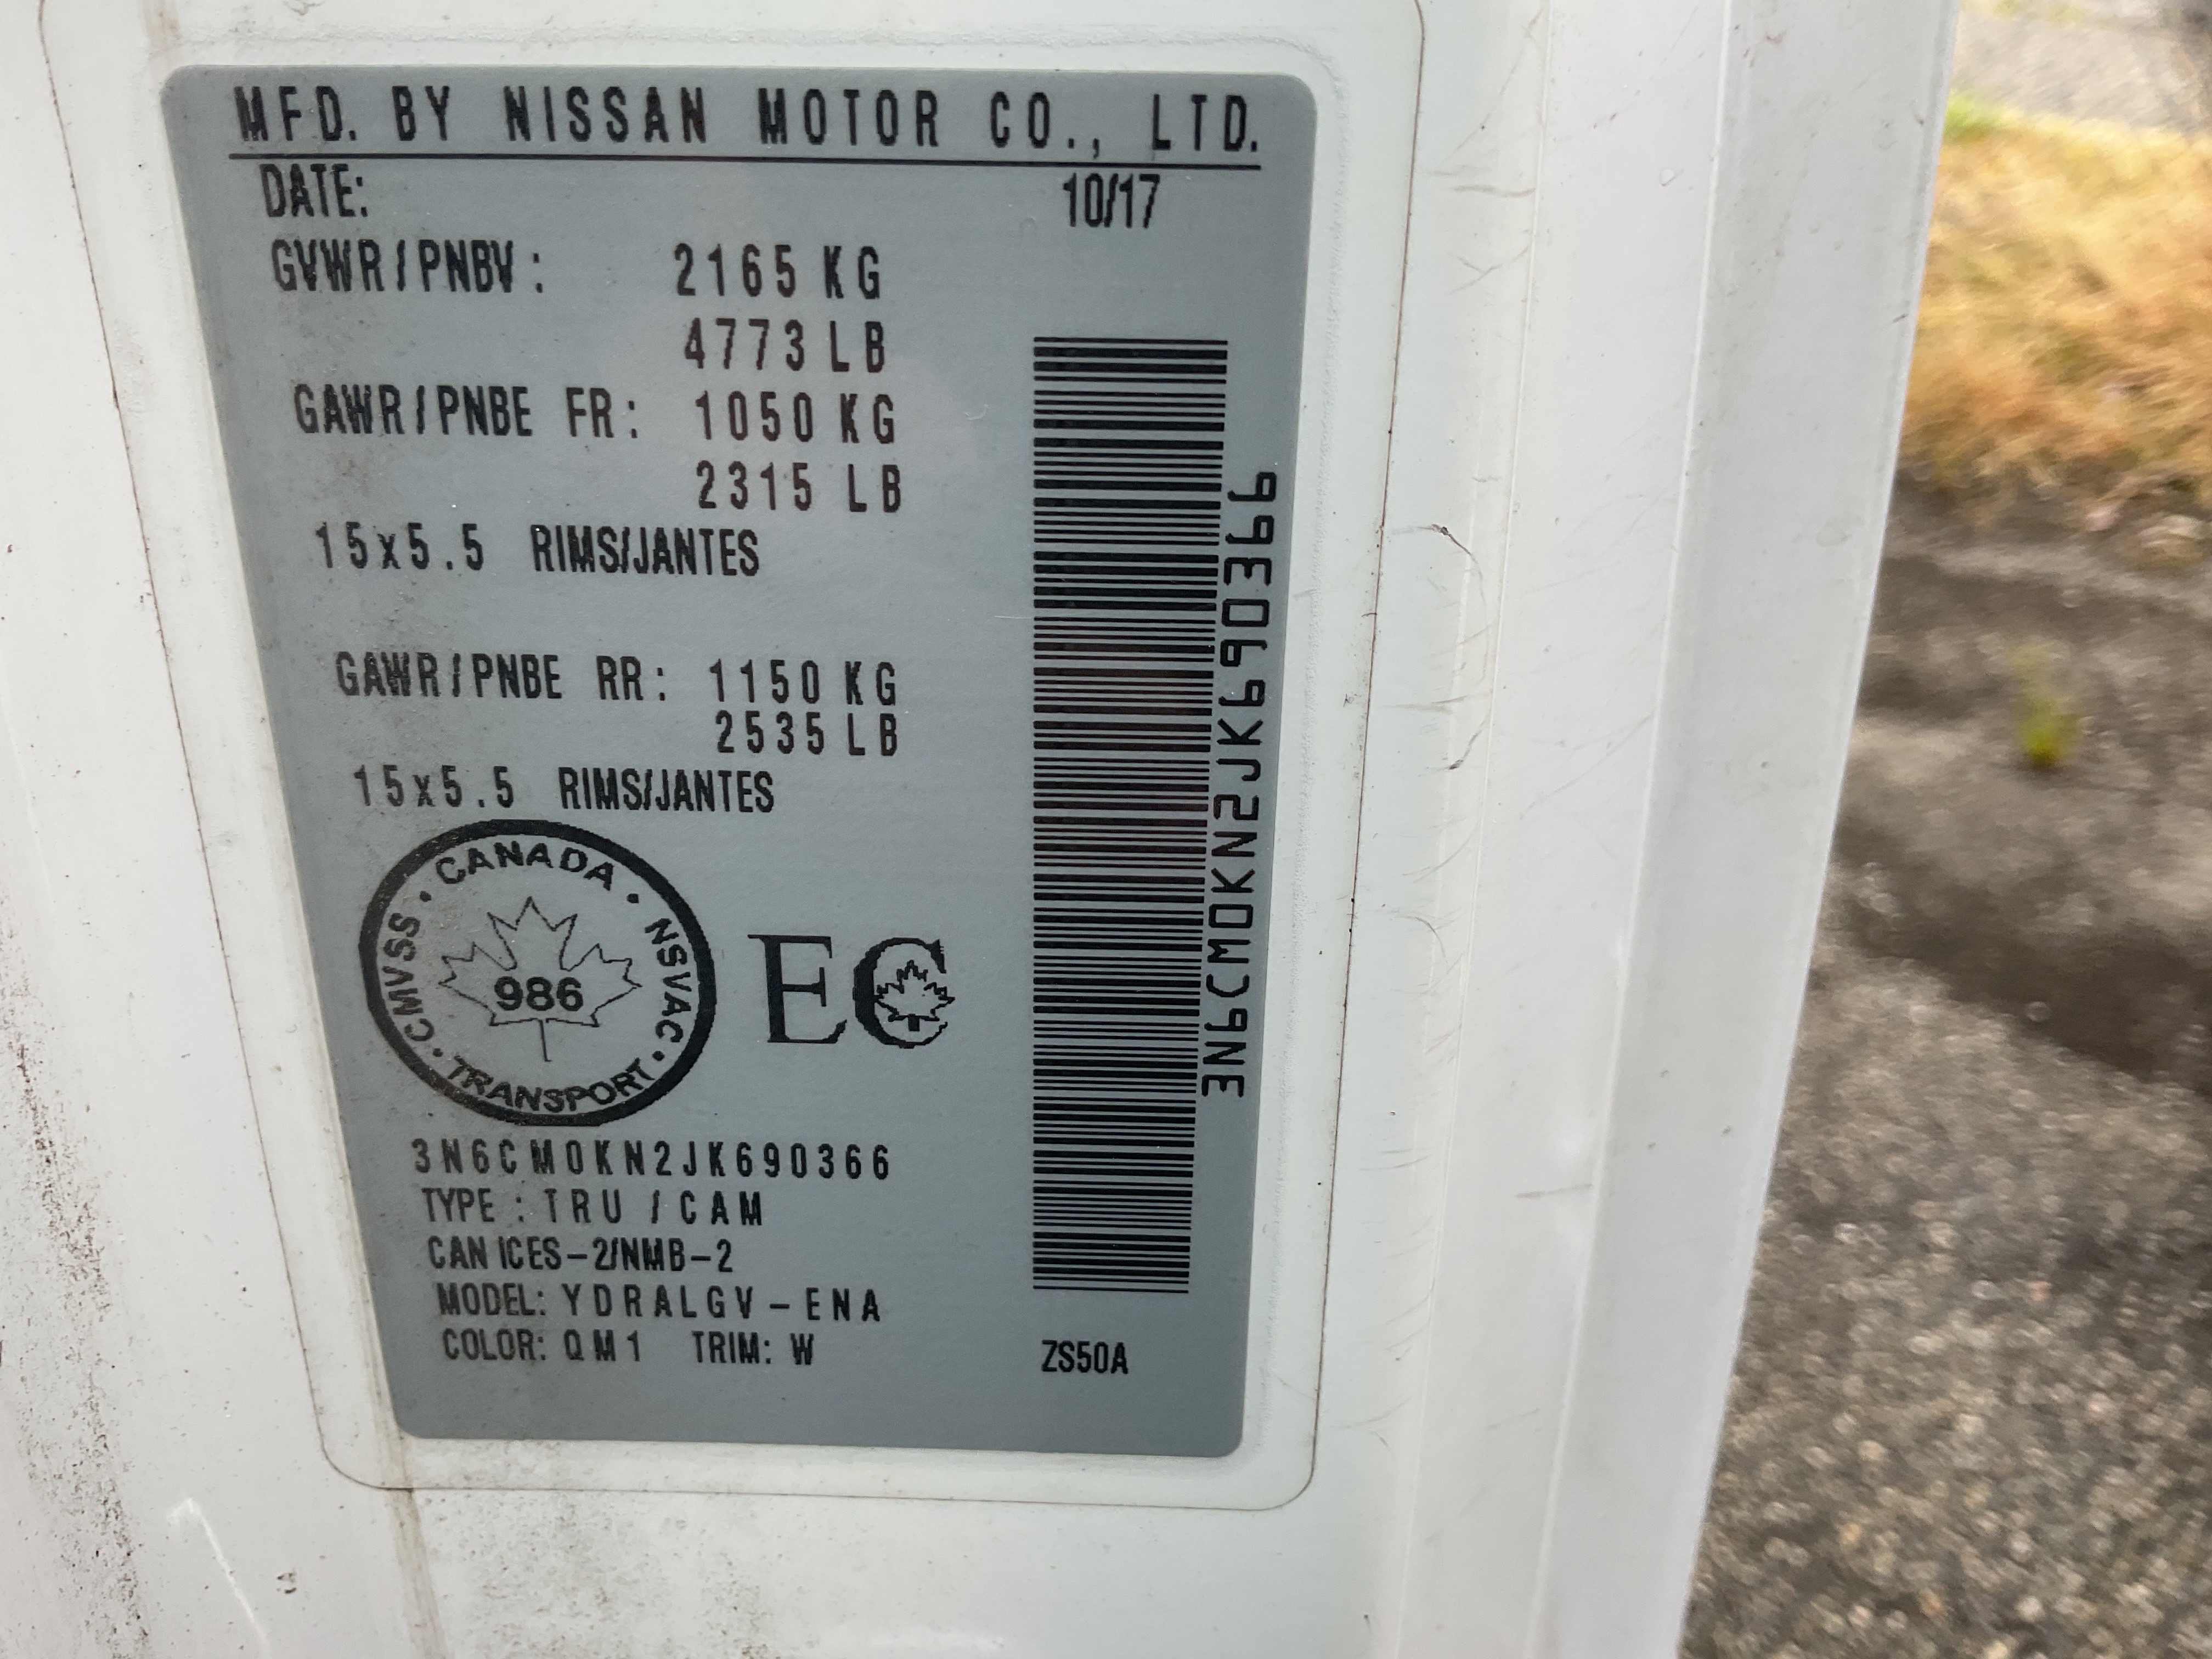 MFD. BY NISSAN MOTOR CO., LTD.
DATE: 10/17
GVWR/PNBV: 2165 KG
4773 LB
GAWR/PNBE FR: 1050 KG
2315 LB
15x5.5 RIMS/JANTES
GAWR/PNBE RR: 1150 KG
2535 LB
15x5.5 RIMS/JANTES
CANADA · NSVAC · TRANSPORT · CMVSS ·
986
EC
3N6CM0KN2JK690366
TYPE: TRU / CAM
CAN ICES-2/NMB-2
MODEL: YDRALGV-ENA
COLOR: QM1 TRIM: W
ZS50A
3N6CM0KN2JK690366